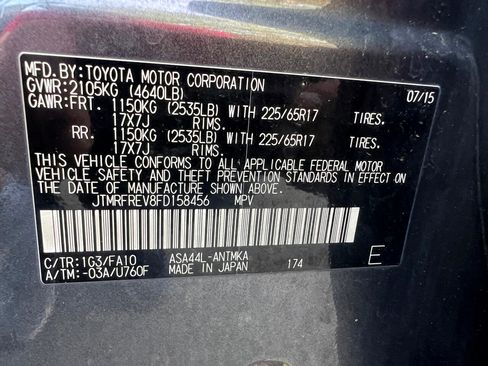 MFD.BY:TOYOTA MOTOR CORPORATION 07/15
GVWR:2105KG (4640LB)
GAWR:FRT. 1150KG (2535LB) WITH 225/65R17 TIRES.
17X7J RIMS.
RR. 1150KG (2535LB) WITH 225/65R17 TIRES.
17X7J RIMS.
THIS VEHICLE CONFORMS TO ALL APPLICABLE FEDERAL MOTOR
VEHICLE SAFETY AND THEFT PREVENTION STANDARDS IN EFFECT ON
THE DATE OF MANUFACTURE SHOWN ABOVE.
JTMRFREV8FD158456 MPV
C/TR:1G3/FA10 ASA44L-ANTMKA
A/TM:-03A/U760F MADE IN JAPAN 174 E